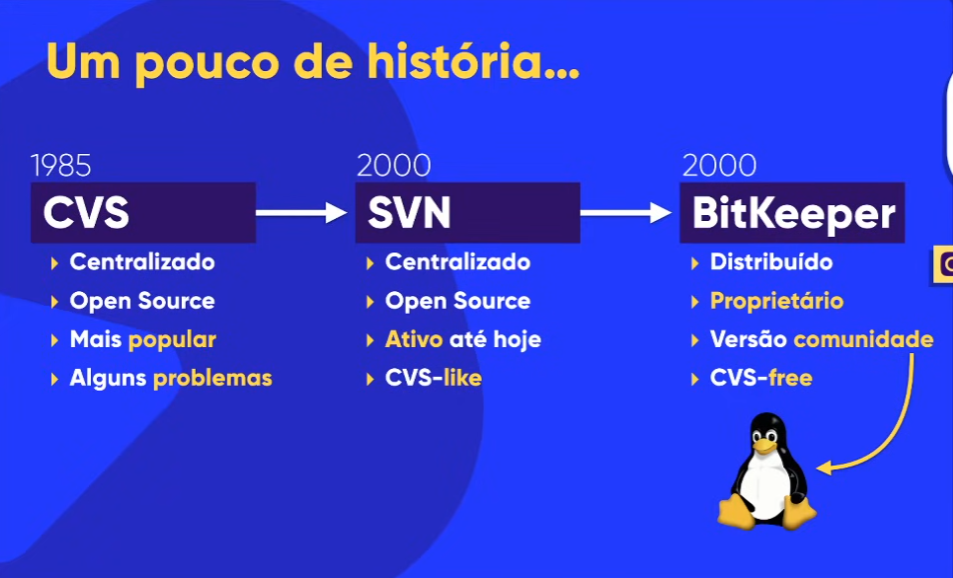 Um pouco de história...
1985
CVS
Centralizado
Open Source
Mais popular
Alguns problemas
2000
SVN
Centralizado
Open Source
Ativo até hoje
CVS-like
2000
BitKeeper
Distribuído
Proprietário
Versão comunidade
CVS-free